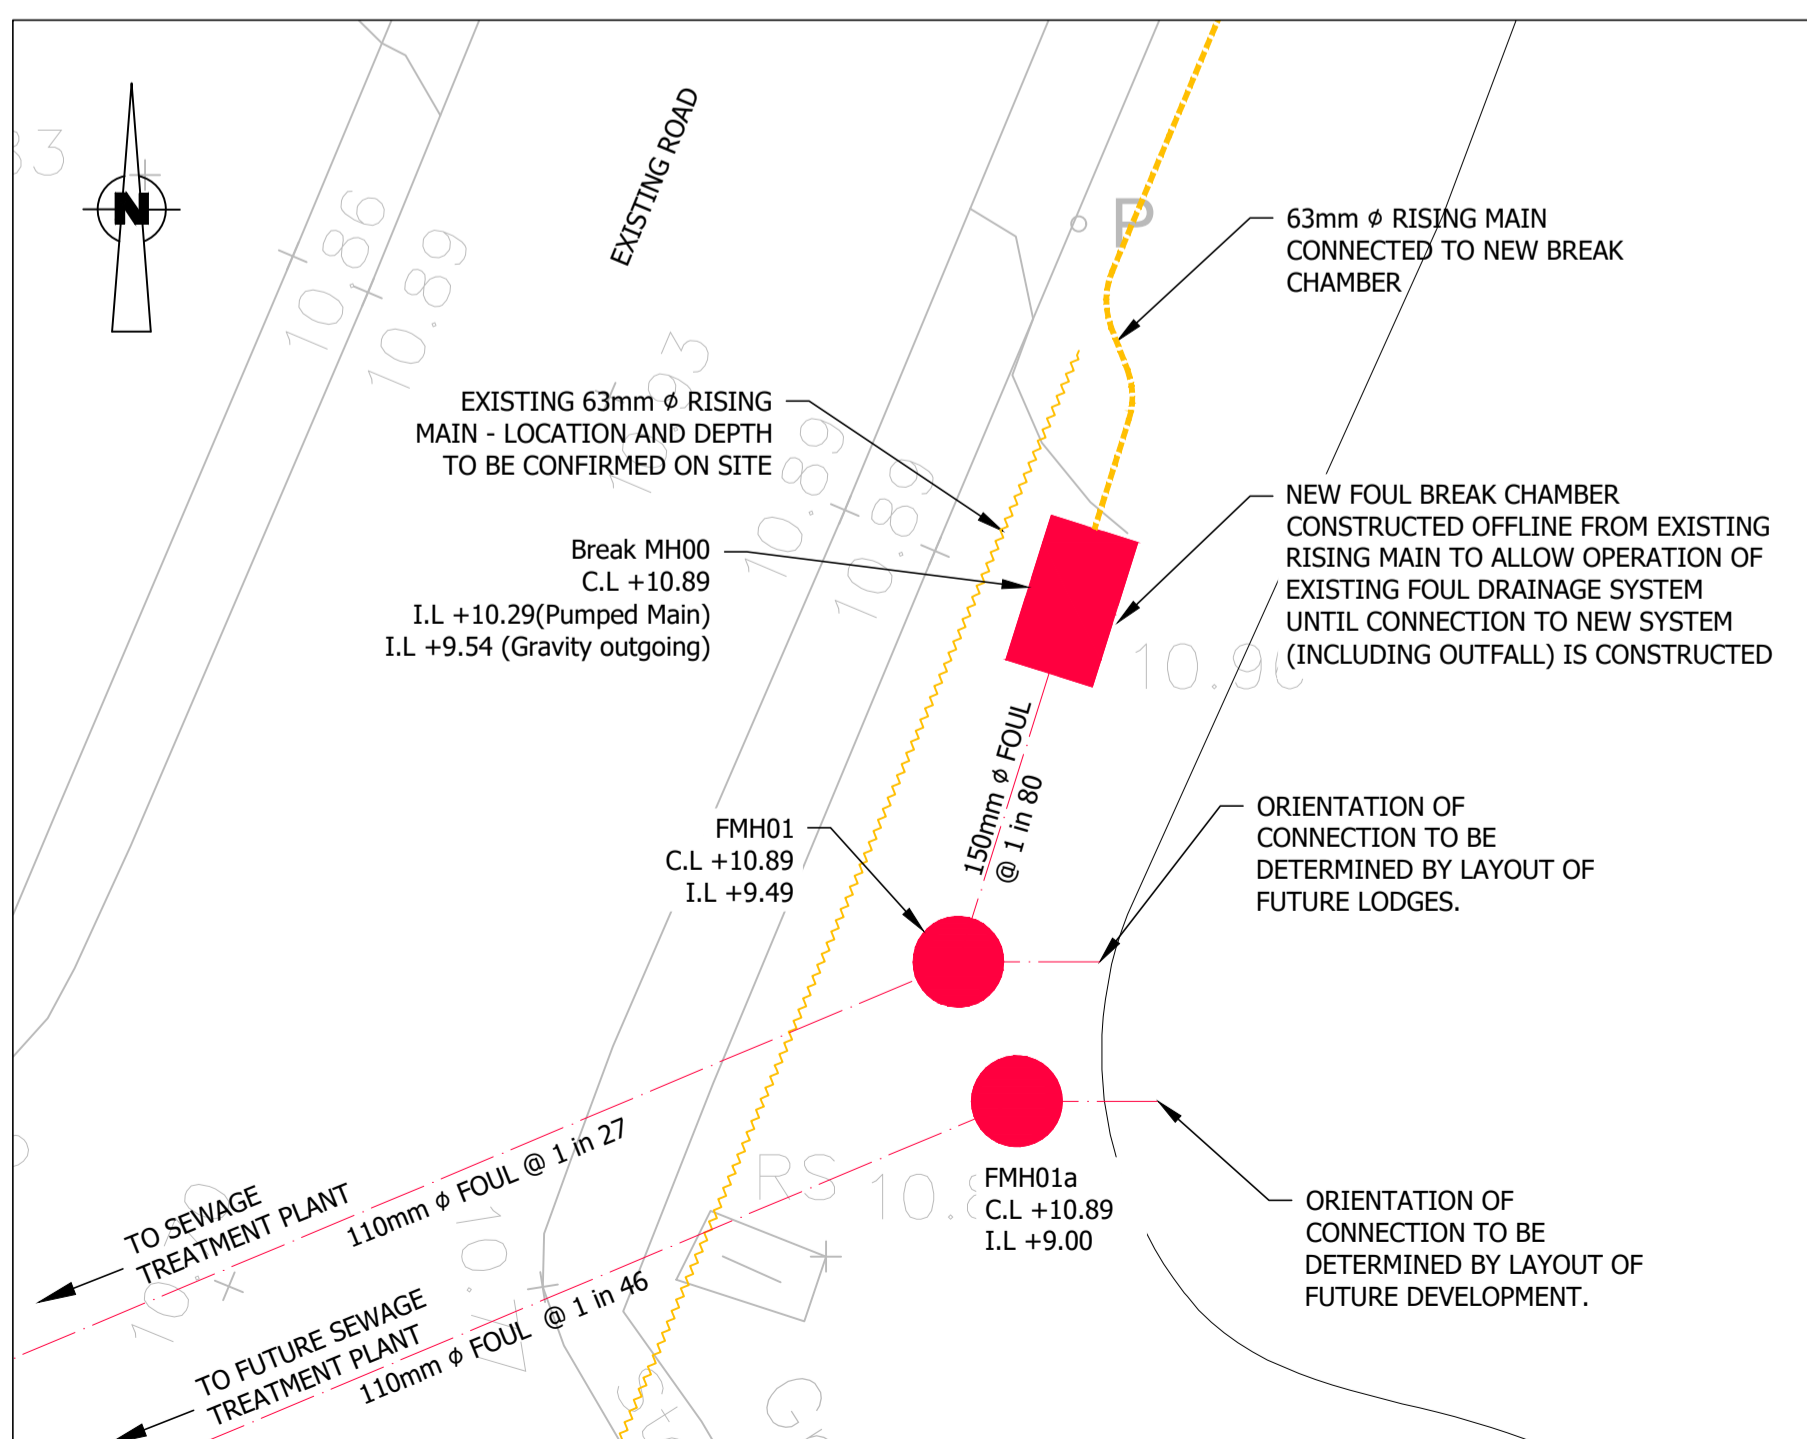 N
EXISTING ROAD
10.86
10.89
P
63mm ϕ RISING MAIN
CONNECTED TO NEW BREAK
CHAMBER
EXISTING 63mm ϕ RISING
MAIN - LOCATION AND DEPTH
TO BE CONFIRMED ON SITE
10.89
10.89
Break MH00
C.L +10.89
I.L +10.29(Pumped Main)
I.L +9.54 (Gravity outgoing)
NEW FOUL BREAK CHAMBER
CONSTRUCTED OFFLINE FROM EXISTING
RISING MAIN TO ALLOW OPERATION OF
EXISTING FOUL DRAINAGE SYSTEM
UNTIL CONNECTION TO NEW SYSTEM
(INCLUDING OUTFALL) IS CONSTRUCTED
150mm ϕ FOUL
@ 1 in 80
FMH01
C.L +10.89
I.L +9.49
ORIENTATION OF
CONNECTION TO BE
DETERMINED BY LAYOUT OF
FUTURE LODGES.
RS
FMH01a
C.L +10.89
I.L +9.00
ORIENTATION OF
CONNECTION TO BE
DETERMINED BY LAYOUT OF
FUTURE DEVELOPMENT.
TO SEWAGE
TREATMENT PLANT
110mm ϕ FOUL @ 1 in 27
TO FUTURE SEWAGE
TREATMENT PLANT
110mm ϕ FOUL @ 1 in 46